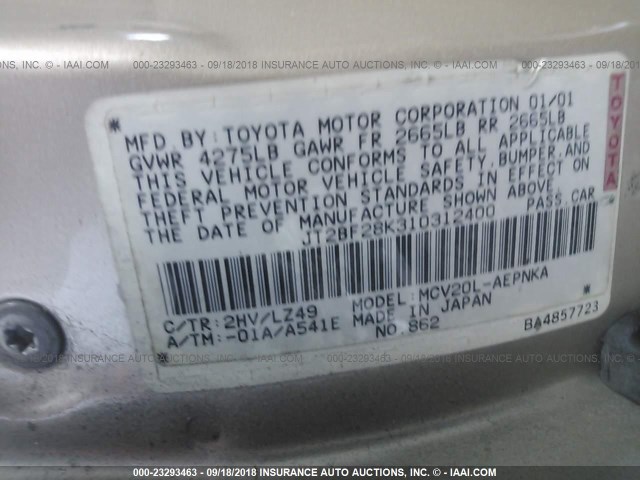 000-23293463 - 09/18/2018 INSURANCE AUTO AUCTIONS, INC. - IAAI.COM
MFD. BY: TOYOTA MOTOR CORPORATION 01/01
GVWR 4275LB GAWR FR 2665LB RR 2665LB
THIS VEHICLE CONFORMS TO ALL APPLICABLE
FEDERAL MOTOR VEHICLE SAFETY, BUMPER, AND
THEFT PREVENTION STANDARDS IN EFFECT ON
THE DATE OF MANUFACTURE SHOWN ABOVE.
JT2BF28K310312400 PASS. CAR
TOYOTA
C/TR: 2HV/LZ49 MODEL: MCV20L-AEPNKA
A/TM: -01A/A541E MADE IN JAPAN
NO. 862 BA4857723
000-23293463 - 09/18/2018 INSURANCE AUTO AUCTIONS, INC. - IAAI.COM
000-23293463 - 09/18/2018 INSURANCE AUTO AUCTIONS, INC. - IAAI.COM